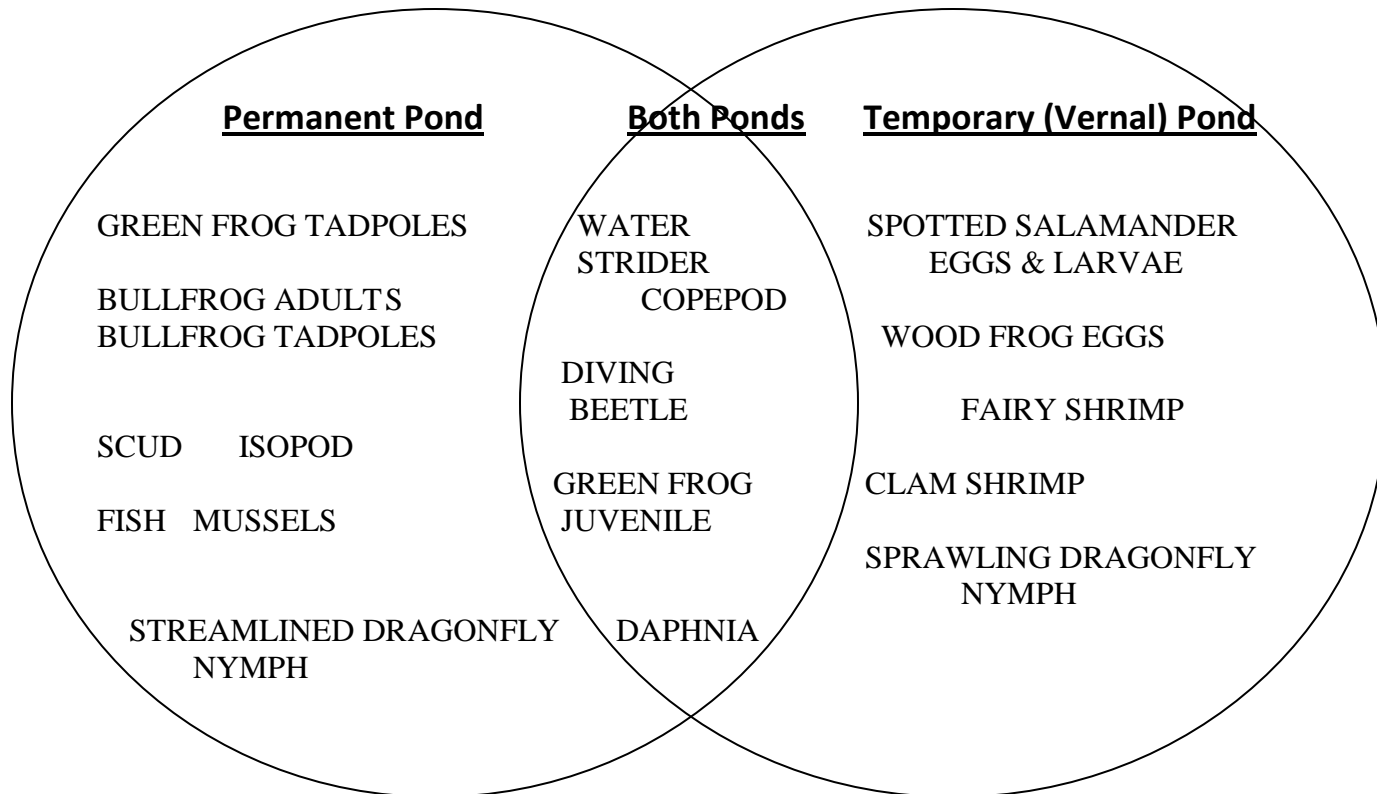 Permanent Pond
GREEN FROG TADPOLES
BULLFROG ADULTS
BULLFROG TADPOLES
SCUD ISOPOD
FISH MUSSELS
STREAMLINED DRAGONFLY
NYMPH
Both Ponds
WATER
STRIDER
COPEPOD
DIVING
BEETLE
GREEN FROG
JUVENILE
DAPHNIA
Temporary (Vernal) Pond
SPOTTED SALAMANDER
EGGS & LARVAE
WOOD FROG EGGS
FAIRY SHRIMP
CLAM SHRIMP
SPRAWLING DRAGONFLY
NYMPH